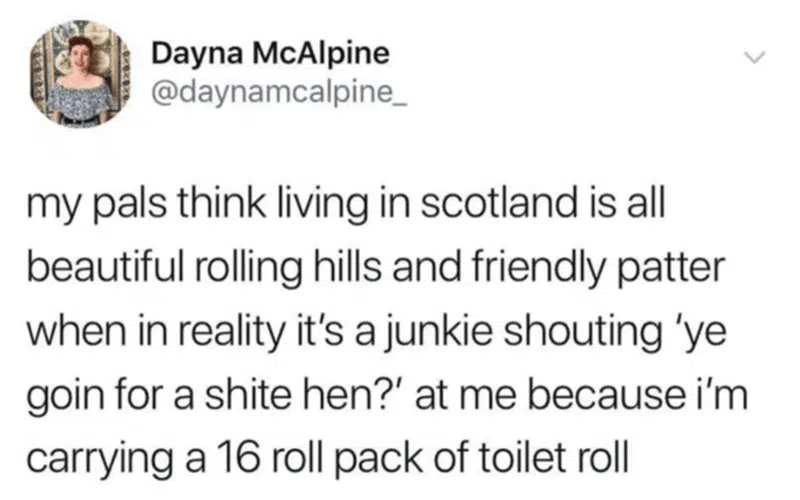 Dayna McAlpine
@daynamcalpine_
my pals think living in scotland is all
beautiful rolling hills and friendly patter
when in reality it's a junkie shouting 'ye
goin for a shite hen?' at me because i'm
carrying a 16 roll pack of toilet roll